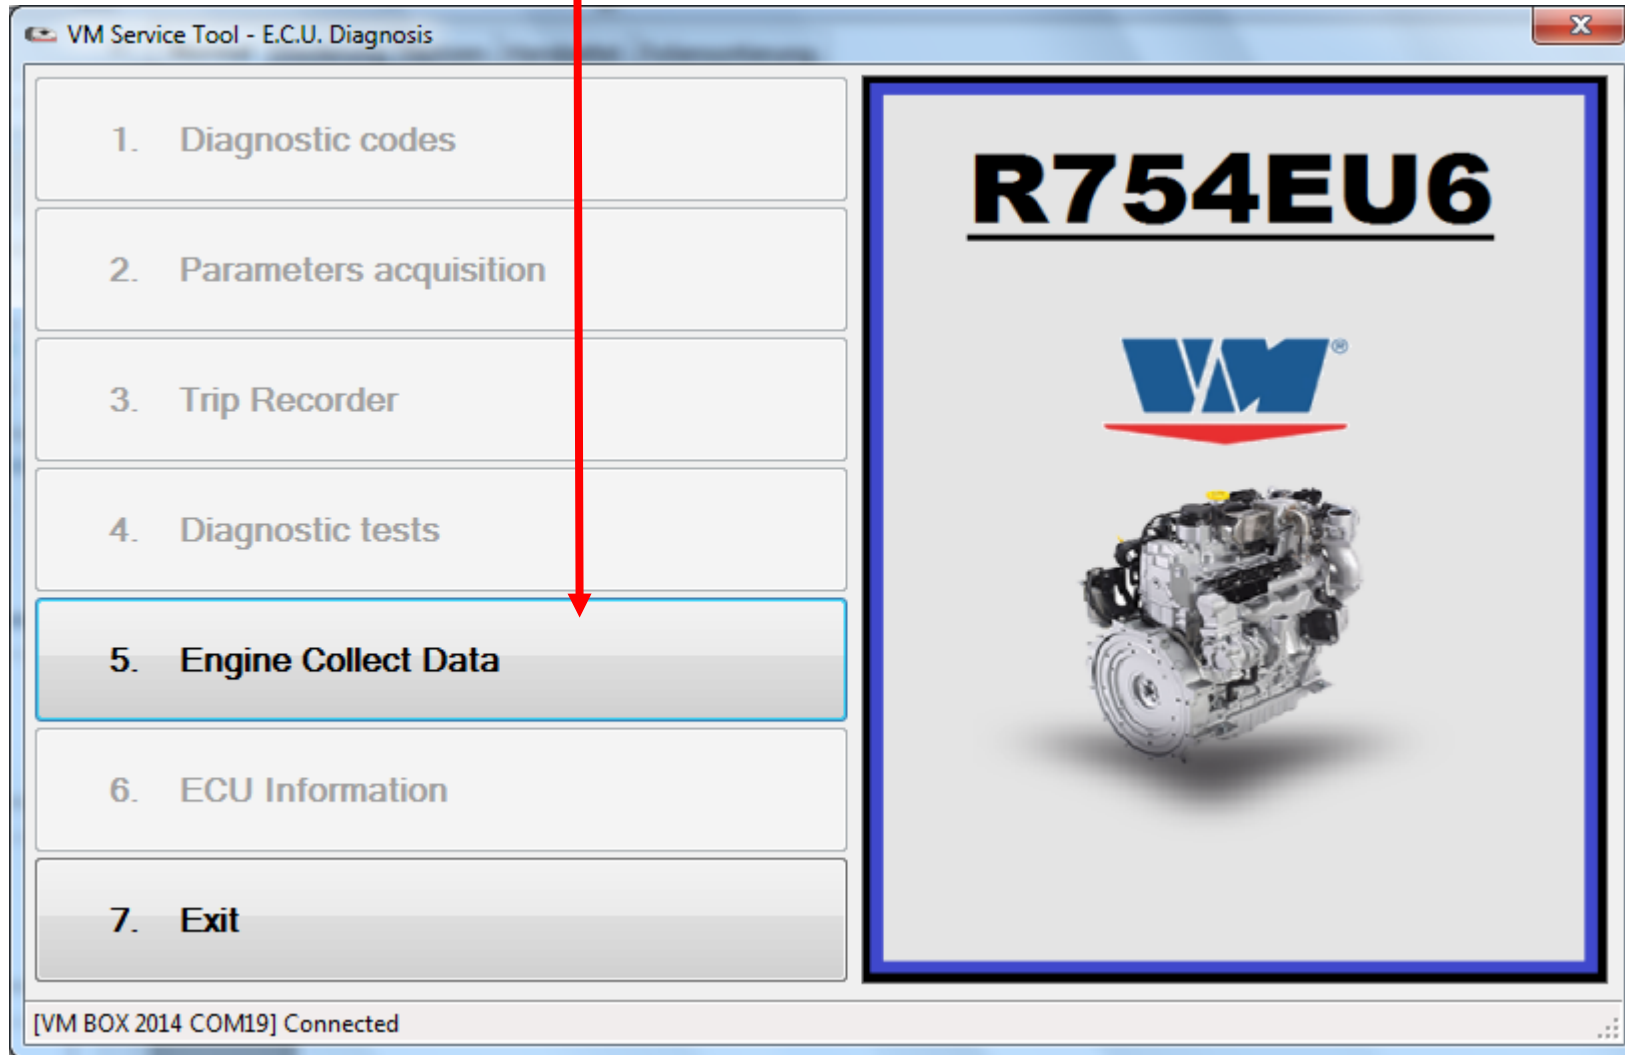 VM Service Tool - E.C.U. Diagnosis
1. Diagnostic codes
2. Parameters acquisition
3. Trip Recorder
4. Diagnostic tests
5. Engine Collect Data
6. ECU Information
7. Exit
R754EU6
VM®
[VM BOX 2014 COM19] Connected